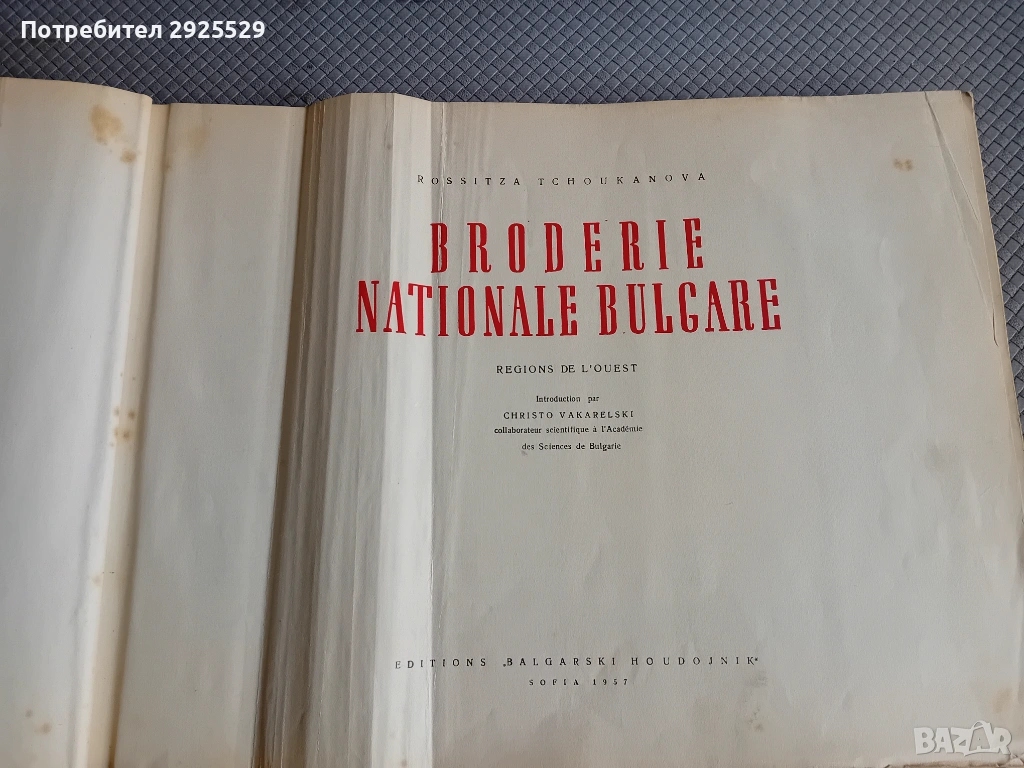 Потребител 2925529
ROSSITZA TCHOUKANOVA
BRODERIE
NATIONALE BULGARE
REGIONS DE L'OUEST
Introduction par
CHRISTO VAKARELSKI
collaborateur scientifique à l'Académie
des Sciences de Bulgarie
EDITIONS „BALGARSKI HOUDOJNIK“
SOFIA 1957
BAZAR